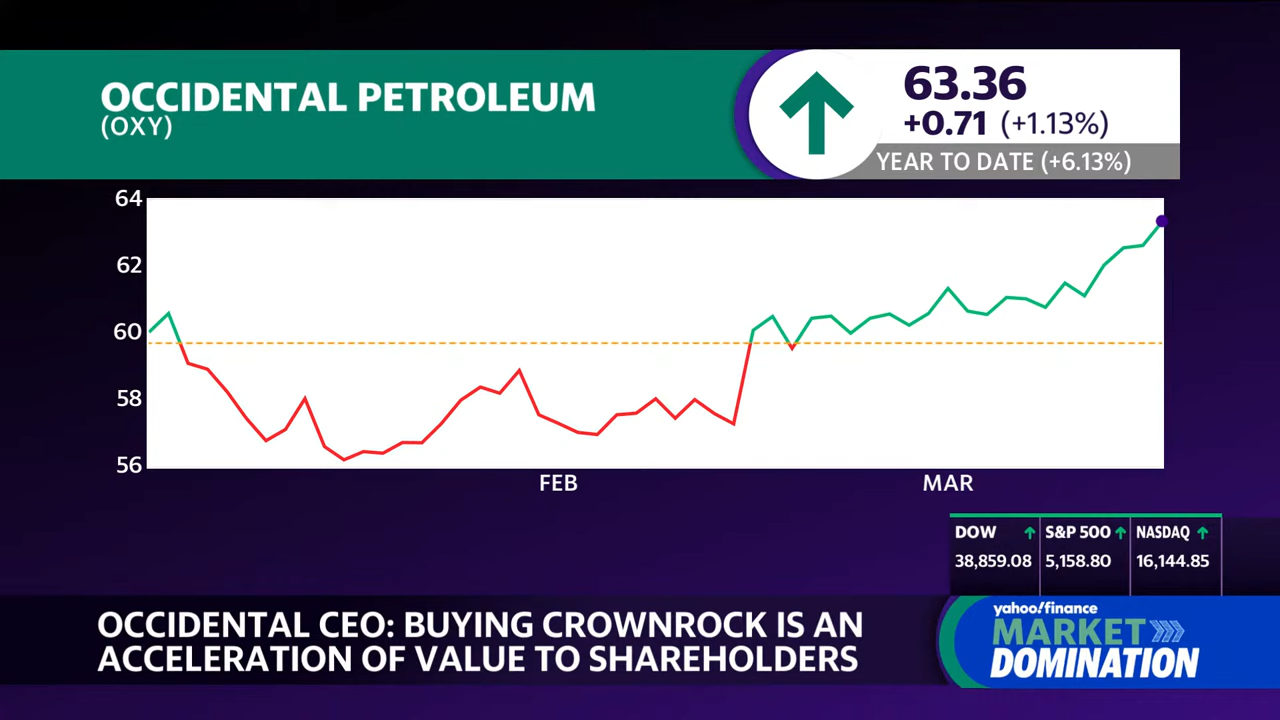 OCCIDENTAL PETROLEUM
(OXY)
63.36
+0.71 (+1.13%)
YEAR TO DATE (+6.13%)
64
62
60
58
56
FEB MAR
DOW S&P 500 NASDAQ
38,859.08 5,158.80 16,144.85
OCCIDENTAL CEO: BUYING CROWNROCK IS AN
ACCELERATION OF VALUE TO SHAREHOLDERS
yahoo!finance
MARKET
DOMINATION